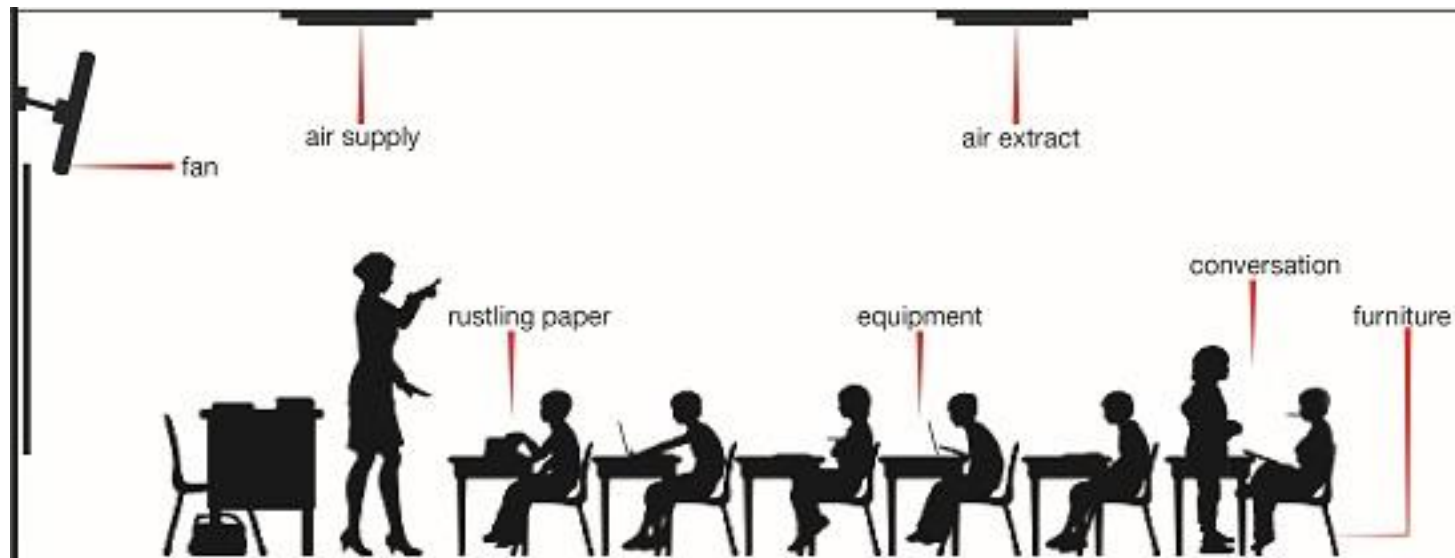 air supply
air extract
fan
conversation
rustling paper
equipment
furniture